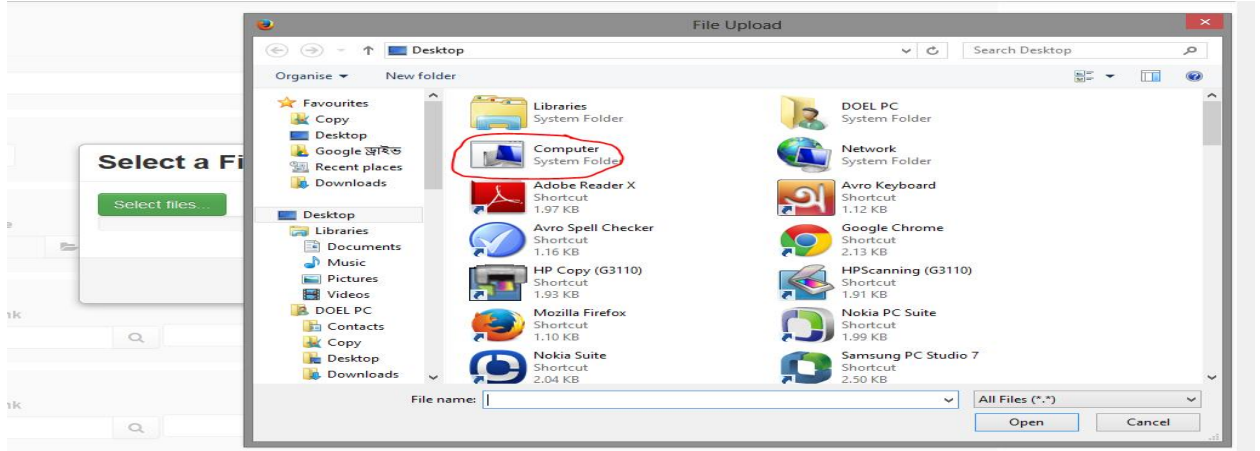 File Upload
Desktop
Search Desktop
Organise
New folder
Favourites
Copy
Desktop
Google ড্রাইভ
Recent places
Downloads
Desktop
Libraries
Documents
Music
Pictures
Videos
DOEL PC
Contacts
Copy
Desktop
Downloads
Libraries
System Folder
DOEL PC
System Folder
Computer
System Folder
Network
System Folder
Adobe Reader X
Shortcut
1.97 KB
Avro Keyboard
Shortcut
1.12 KB
Avro Spell Checker
Shortcut
1.16 KB
Google Chrome
Shortcut
2.13 KB
HP Copy (G3110)
Shortcut
1.93 KB
HPScanning (G3110)
Shortcut
1.91 KB
Mozilla Firefox
Shortcut
1.10 KB
Nokia PC Suite
Shortcut
1.99 KB
Nokia Suite
Shortcut
2.04 KB
Samsung PC Studio 7
Shortcut
2.50 KB
File name:
All Files (*.*)
Open
Cancel
Select a Fi
Select files...